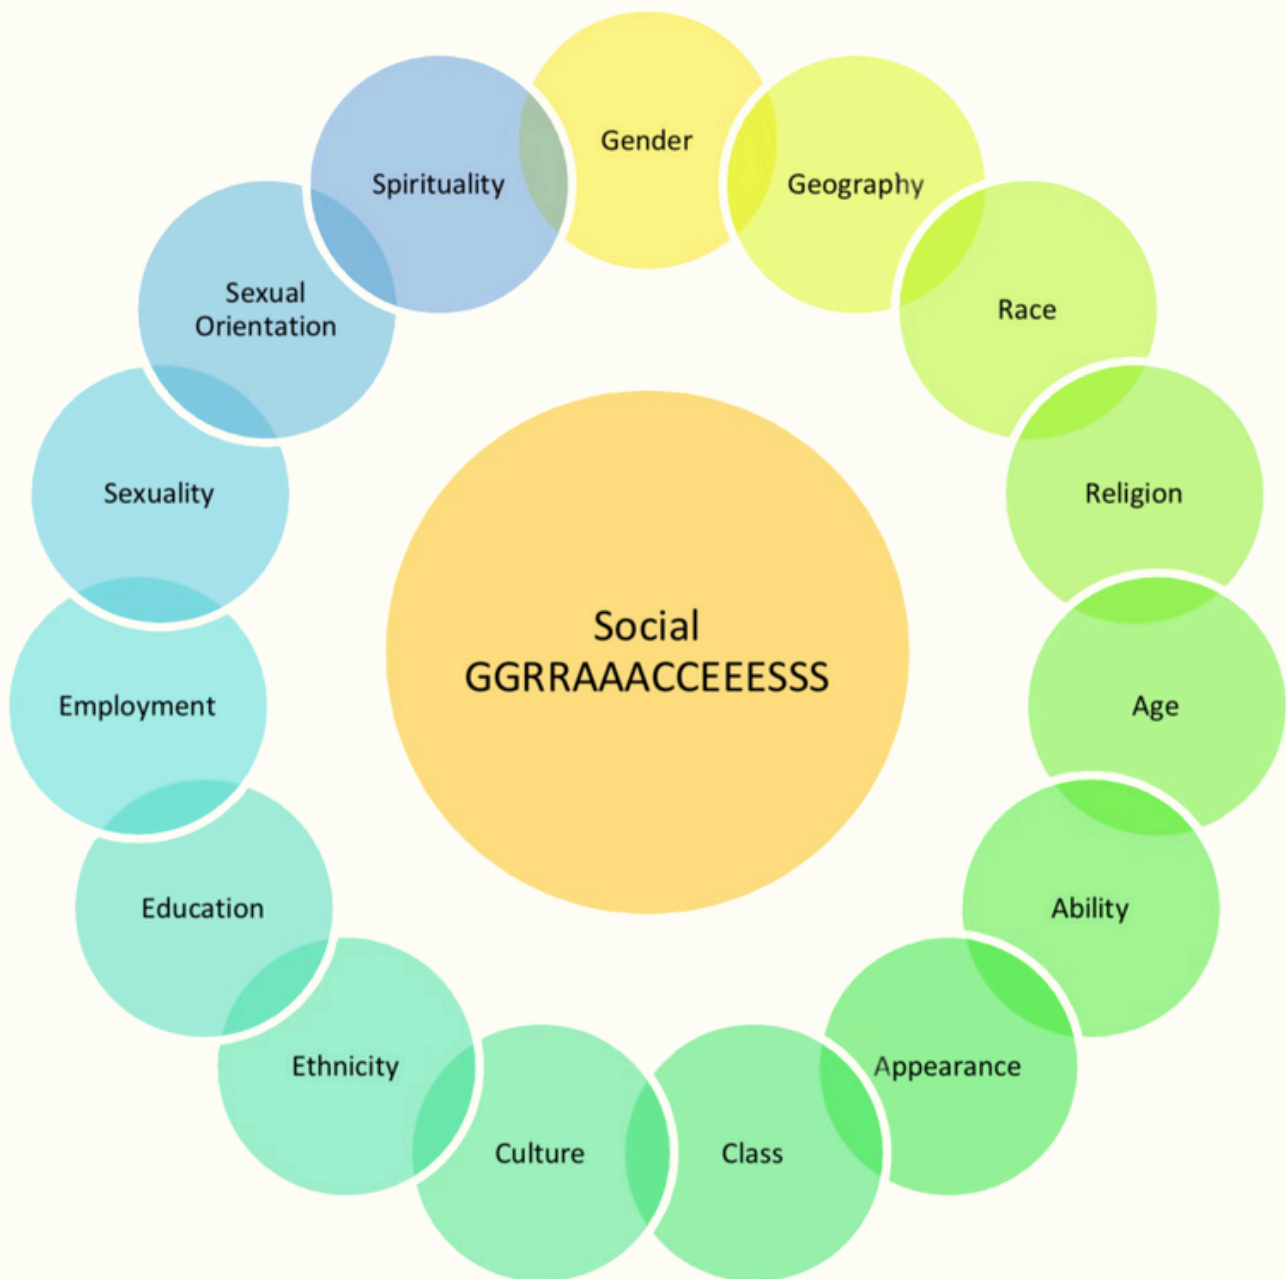 Gender
Geography
Race
Religion
Age
Ability
Appearance
Class
Culture
Ethnicity
Education
Employment
Sexuality
Sexual
Orientation
Spirituality
Social
GGRRAAACCEEESSS